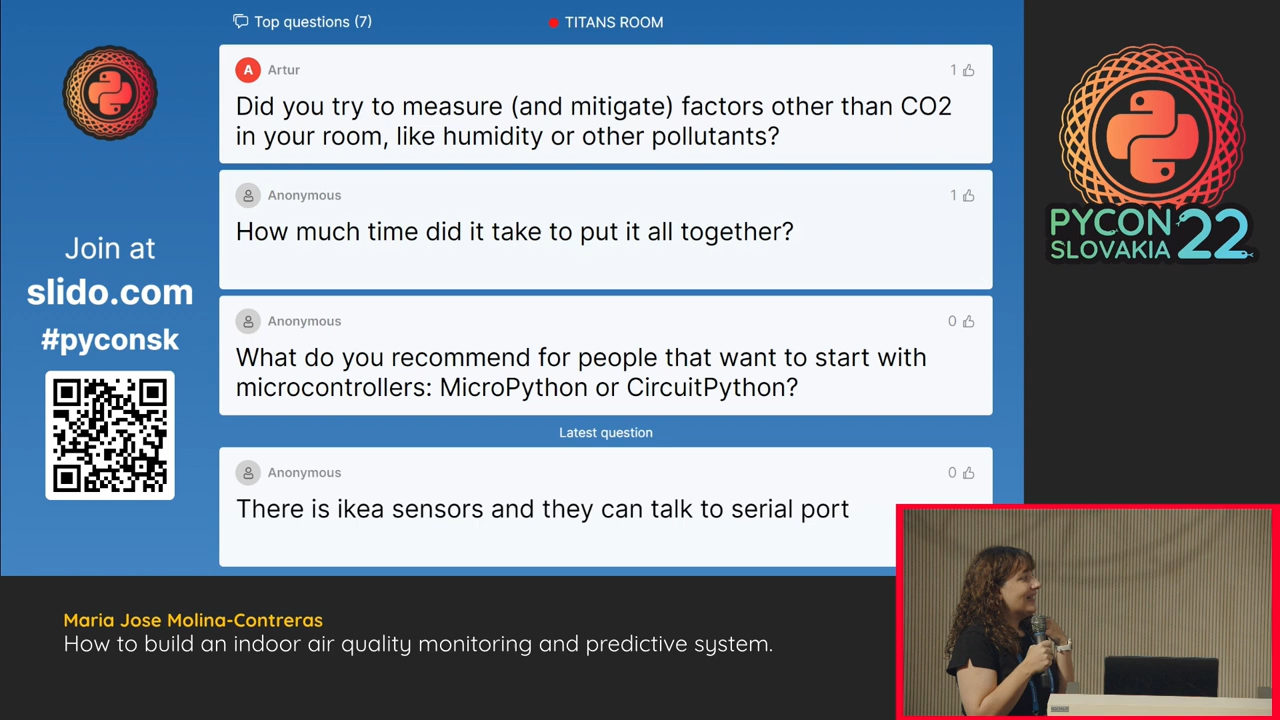 Top questions (7)
TITANS ROOM
A Artur
1
Did you try to measure (and mitigate) factors other than CO2
in your room, like humidity or other pollutants?
Anonymous
1
How much time did it take to put it all together?
Anonymous
0
What do you recommend for people that want to start with
microcontrollers: MicroPython or CircuitPython?
Latest question
Anonymous
0
There is ikea sensors and they can talk to serial port
Join at
slido.com
#pyconsk
PYCON
SLOVAKIA
22
Maria Jose Molina-Contreras
How to build an indoor air quality monitoring and predictive system.